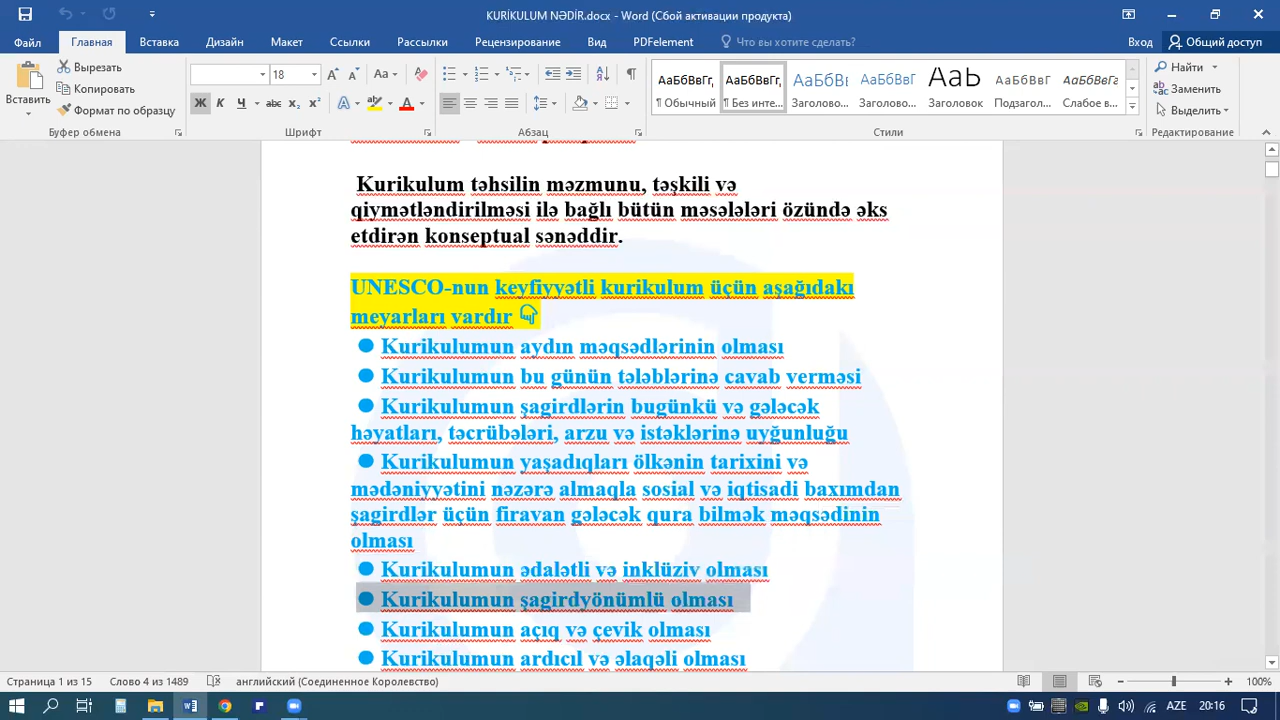 KURİKULUM NƏDİR.docx - Word (Сбой активации продукта)
Файл Главная Вставка Дизайн Макет Ссылки Рассылки Рецензирование Вид PDFelement Что вы хотите сделать? Вход Общий доступ
Вставить
Вырезать
Копировать
Формат по образцу
Буфер обмена
18
Aa
Ж К Ч abc x₂ x²
Шрифт
Абзац
АаБбВвГг, АаБбВвГг, АаБбВі АаБбВвГ АаЬ АаБбВвГ АаБбВвГг
¶ Обычный ¶ Без инте... Заголово... Заголово... Заголовок Подзагол... Слабое в...
Стили
Найти
Заменить
Выделить
Редактирование
Kurikulum təhsilin məzmunu, təşkili və
qiymətləndirilməsi ilə bağlı bütün məsələləri özündə əks
etdirən konseptual sənəddir.
UNESCO-nun keyfiyyətli kurikulum üçün aşağıdakı
meyarları vardır 👇
● Kurikulumun aydın məqsədlərinin olması
● Kurikulumun bu günün tələblərinə cavab verməsi
● Kurikulumun şagirdlərin bugünkü və gələcək
həyatları, təcrübələri, arzu və istəklərinə uyğunluğu
● Kurikulumun yaşadıqları ölkənin tarixini və
mədəniyyətini nəzərə almaqla sosial və iqtisadi baxımdan
şagirdlər üçün firavan gələcək qura bilmək məqsədinin
olması
● Kurikulumun ədalətli və inklüziv olması
● Kurikulumun şagirdyönümlü olması
● Kurikulumun açıq və çevik olması
● Kurikulumun ardıcıl və əlaqəli olması
Страница 1 из 15 Слово 4 из 1489 английский (Соединенное Королевство) 100%
AZE 20:16